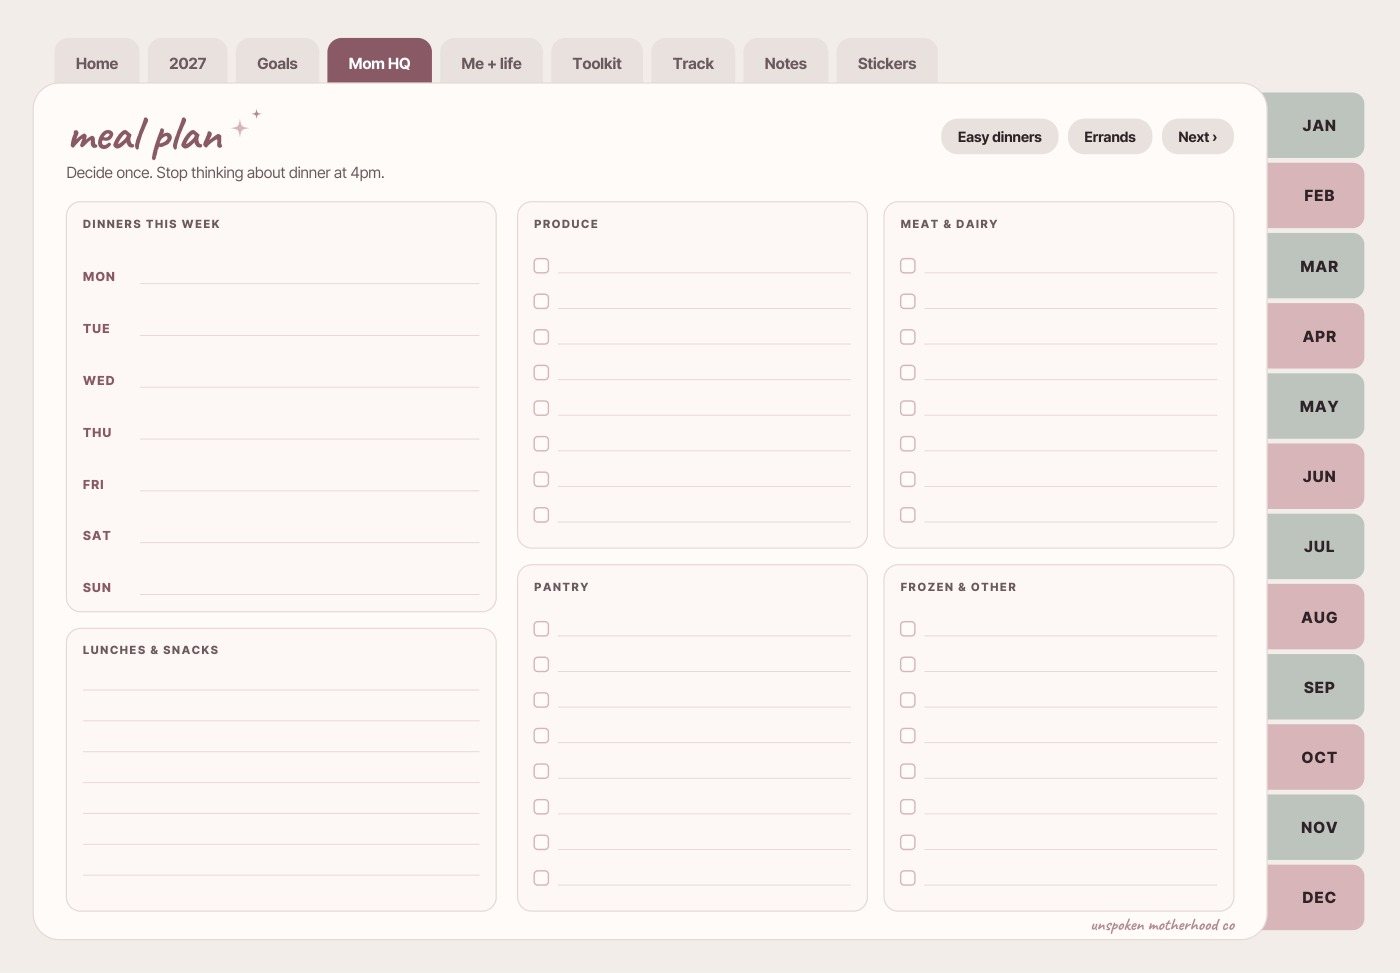 Home 2027 Goals Mom HQ Me + life Toolkit Track Notes Stickers
meal plan
Decide once. Stop thinking about dinner at 4pm.
Easy dinners Errands Next ›
DINNERS THIS WEEK
MON
TUE
WED
THU
FRI
SAT
SUN
LUNCHES & SNACKS
PRODUCE
MEAT & DAIRY
PANTRY
FROZEN & OTHER
unspoken motherhood co
JAN
FEB
MAR
APR
MAY
JUN
JUL
AUG
SEP
OCT
NOV
DEC